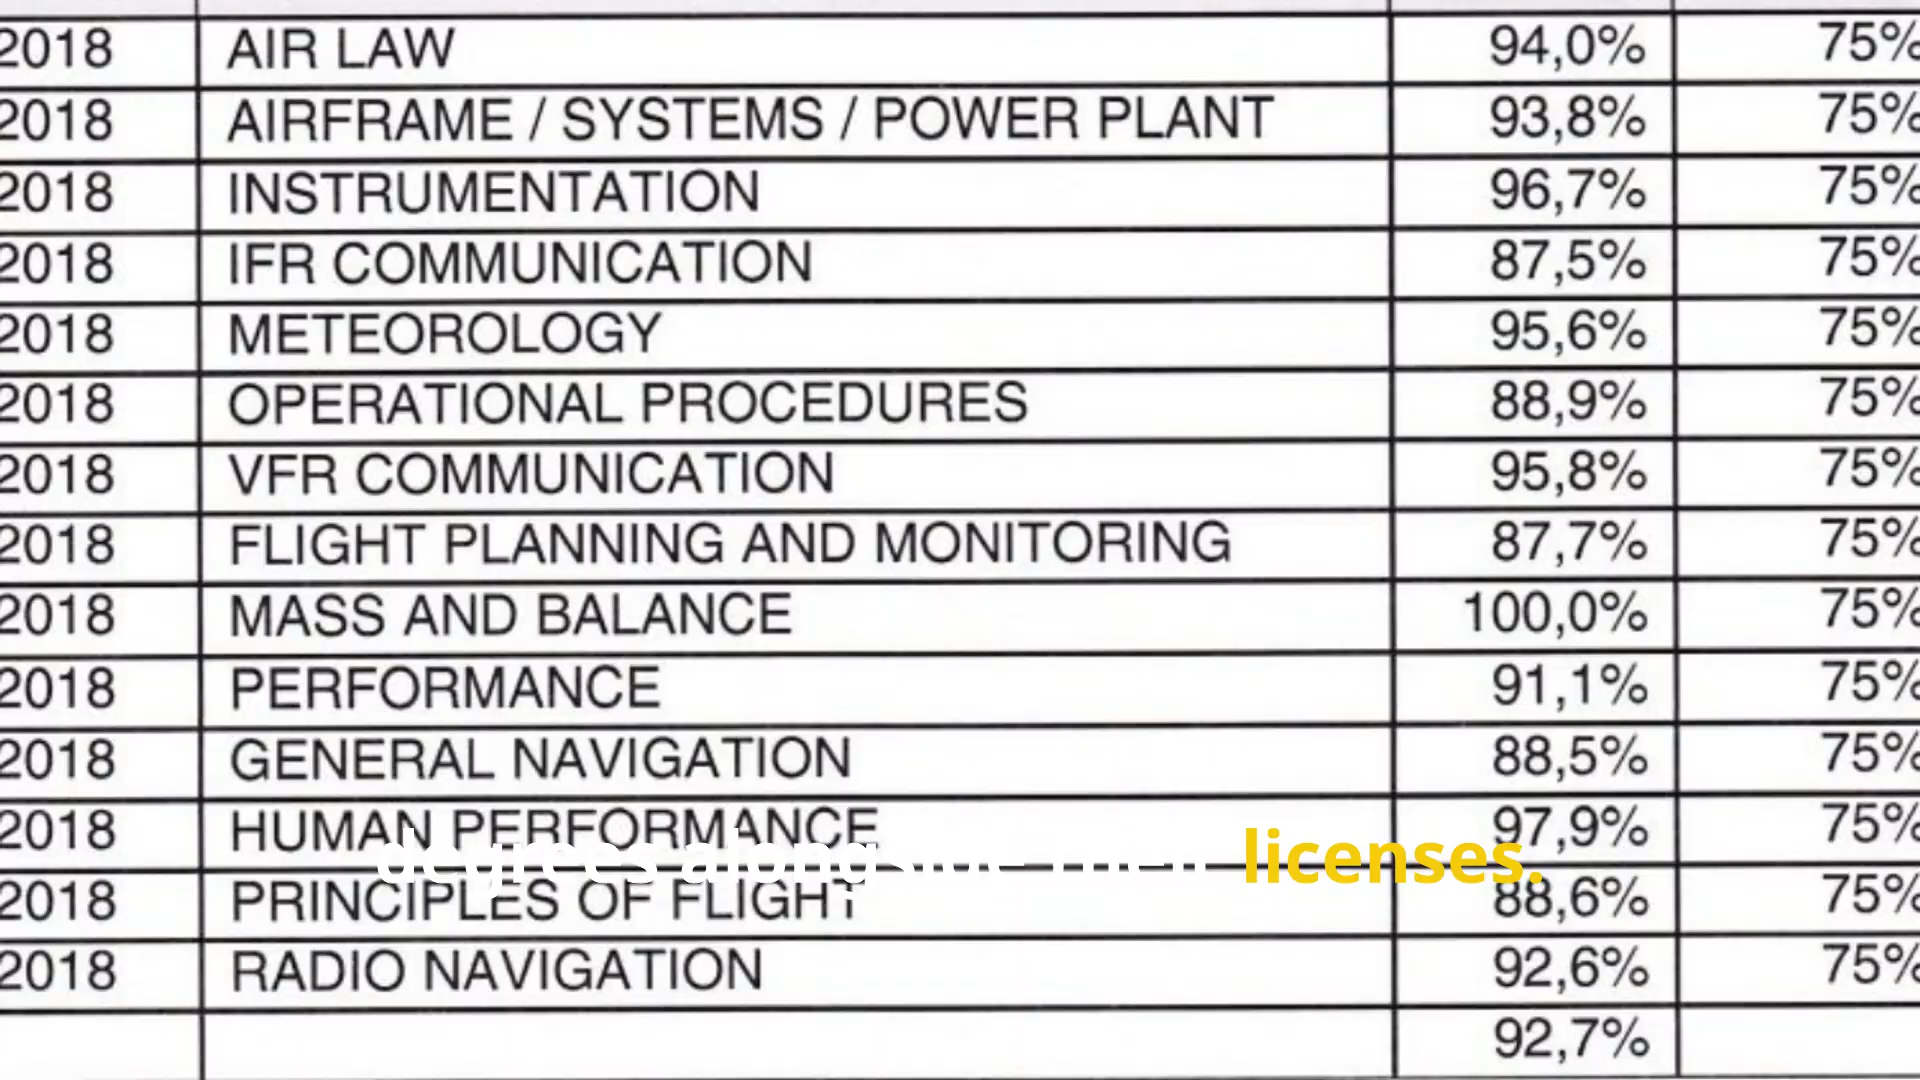 2018 AIR LAW 94,0% 75%
2018 AIRFRAME / SYSTEMS / POWER PLANT 93,8% 75%
2018 INSTRUMENTATION 96,7% 75%
2018 IFR COMMUNICATION 87,5% 75%
2018 METEOROLOGY 95,6% 75%
2018 OPERATIONAL PROCEDURES 88,9% 75%
2018 VFR COMMUNICATION 95,8% 75%
2018 FLIGHT PLANNING AND MONITORING 87,7% 75%
2018 MASS AND BALANCE 100,0% 75%
2018 PERFORMANCE 91,1% 75%
2018 GENERAL NAVIGATION 88,5% 75%
2018 HUMAN PERFORMANCE 97,9% 75%
degrees alongside their licenses.
2018 PRINCIPLES OF FLIGHT 88,6% 75%
2018 RADIO NAVIGATION 92,6% 75%
92,7%